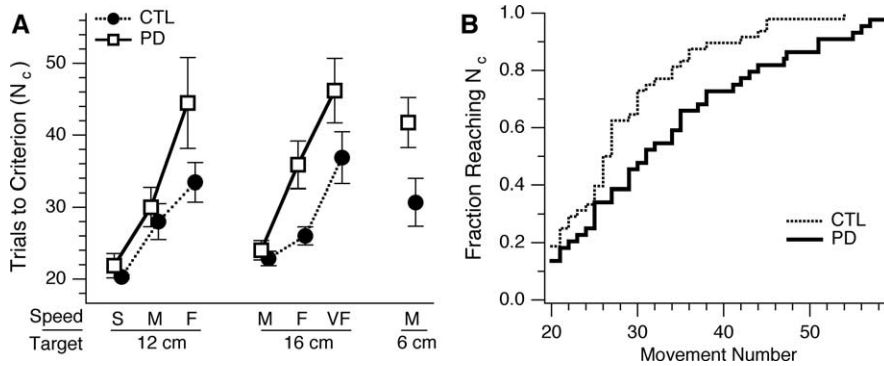 A
CTL
PD
Trials to Criterion (Nc)
50
40
30
20
Speed S M F M F VF M
Target 12 cm 16 cm 6 cm
B
Fraction Reaching Nc
1.0
0.8
0.6
0.4
0.2
0.0
CTL
PD
20 30 40 50
Movement Number